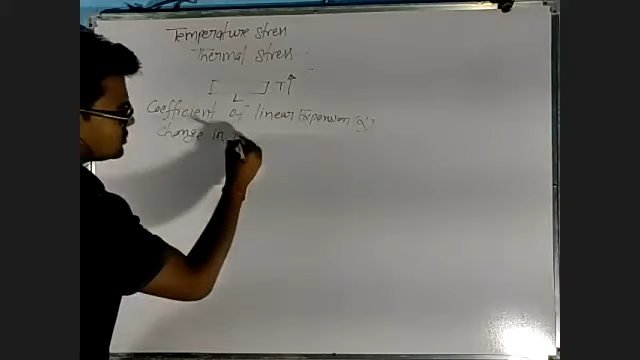 Temperature Stress
Thermal Stress
L T↑
Coefficient of linear Expansion (α)
Change in